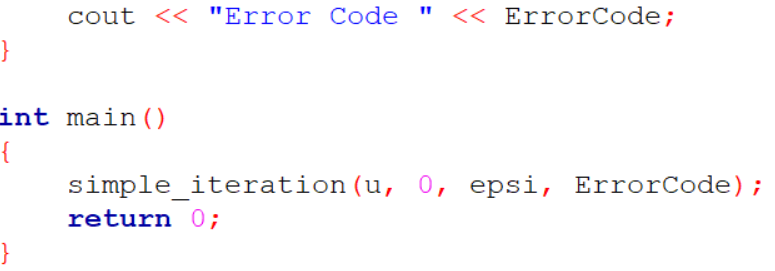 cout << "Error Code " << ErrorCode;
}
int main()
{
simple_iteration(u, 0, epsi, ErrorCode);
return 0;
}